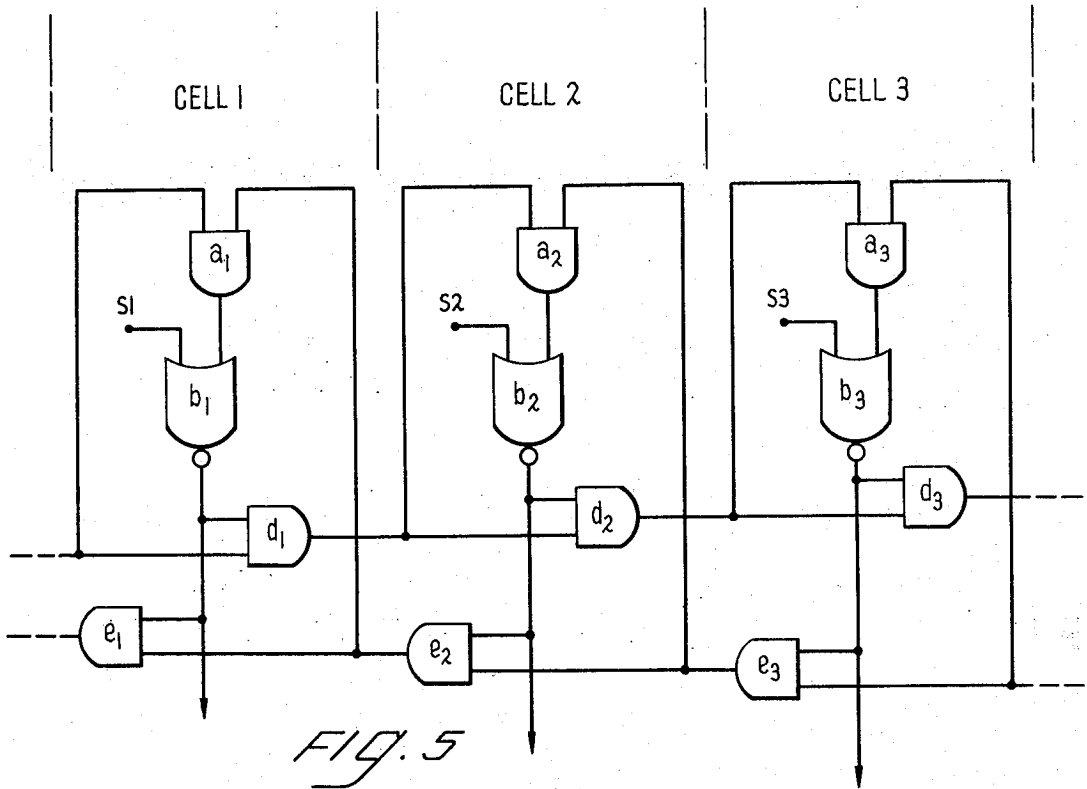 CELL 1 CELL 2 CELL 3
a1 a2 a3
S1 S2 S3
b1 b2 b3
d1 d2 d3
e1 e2 e3
FIG. 5